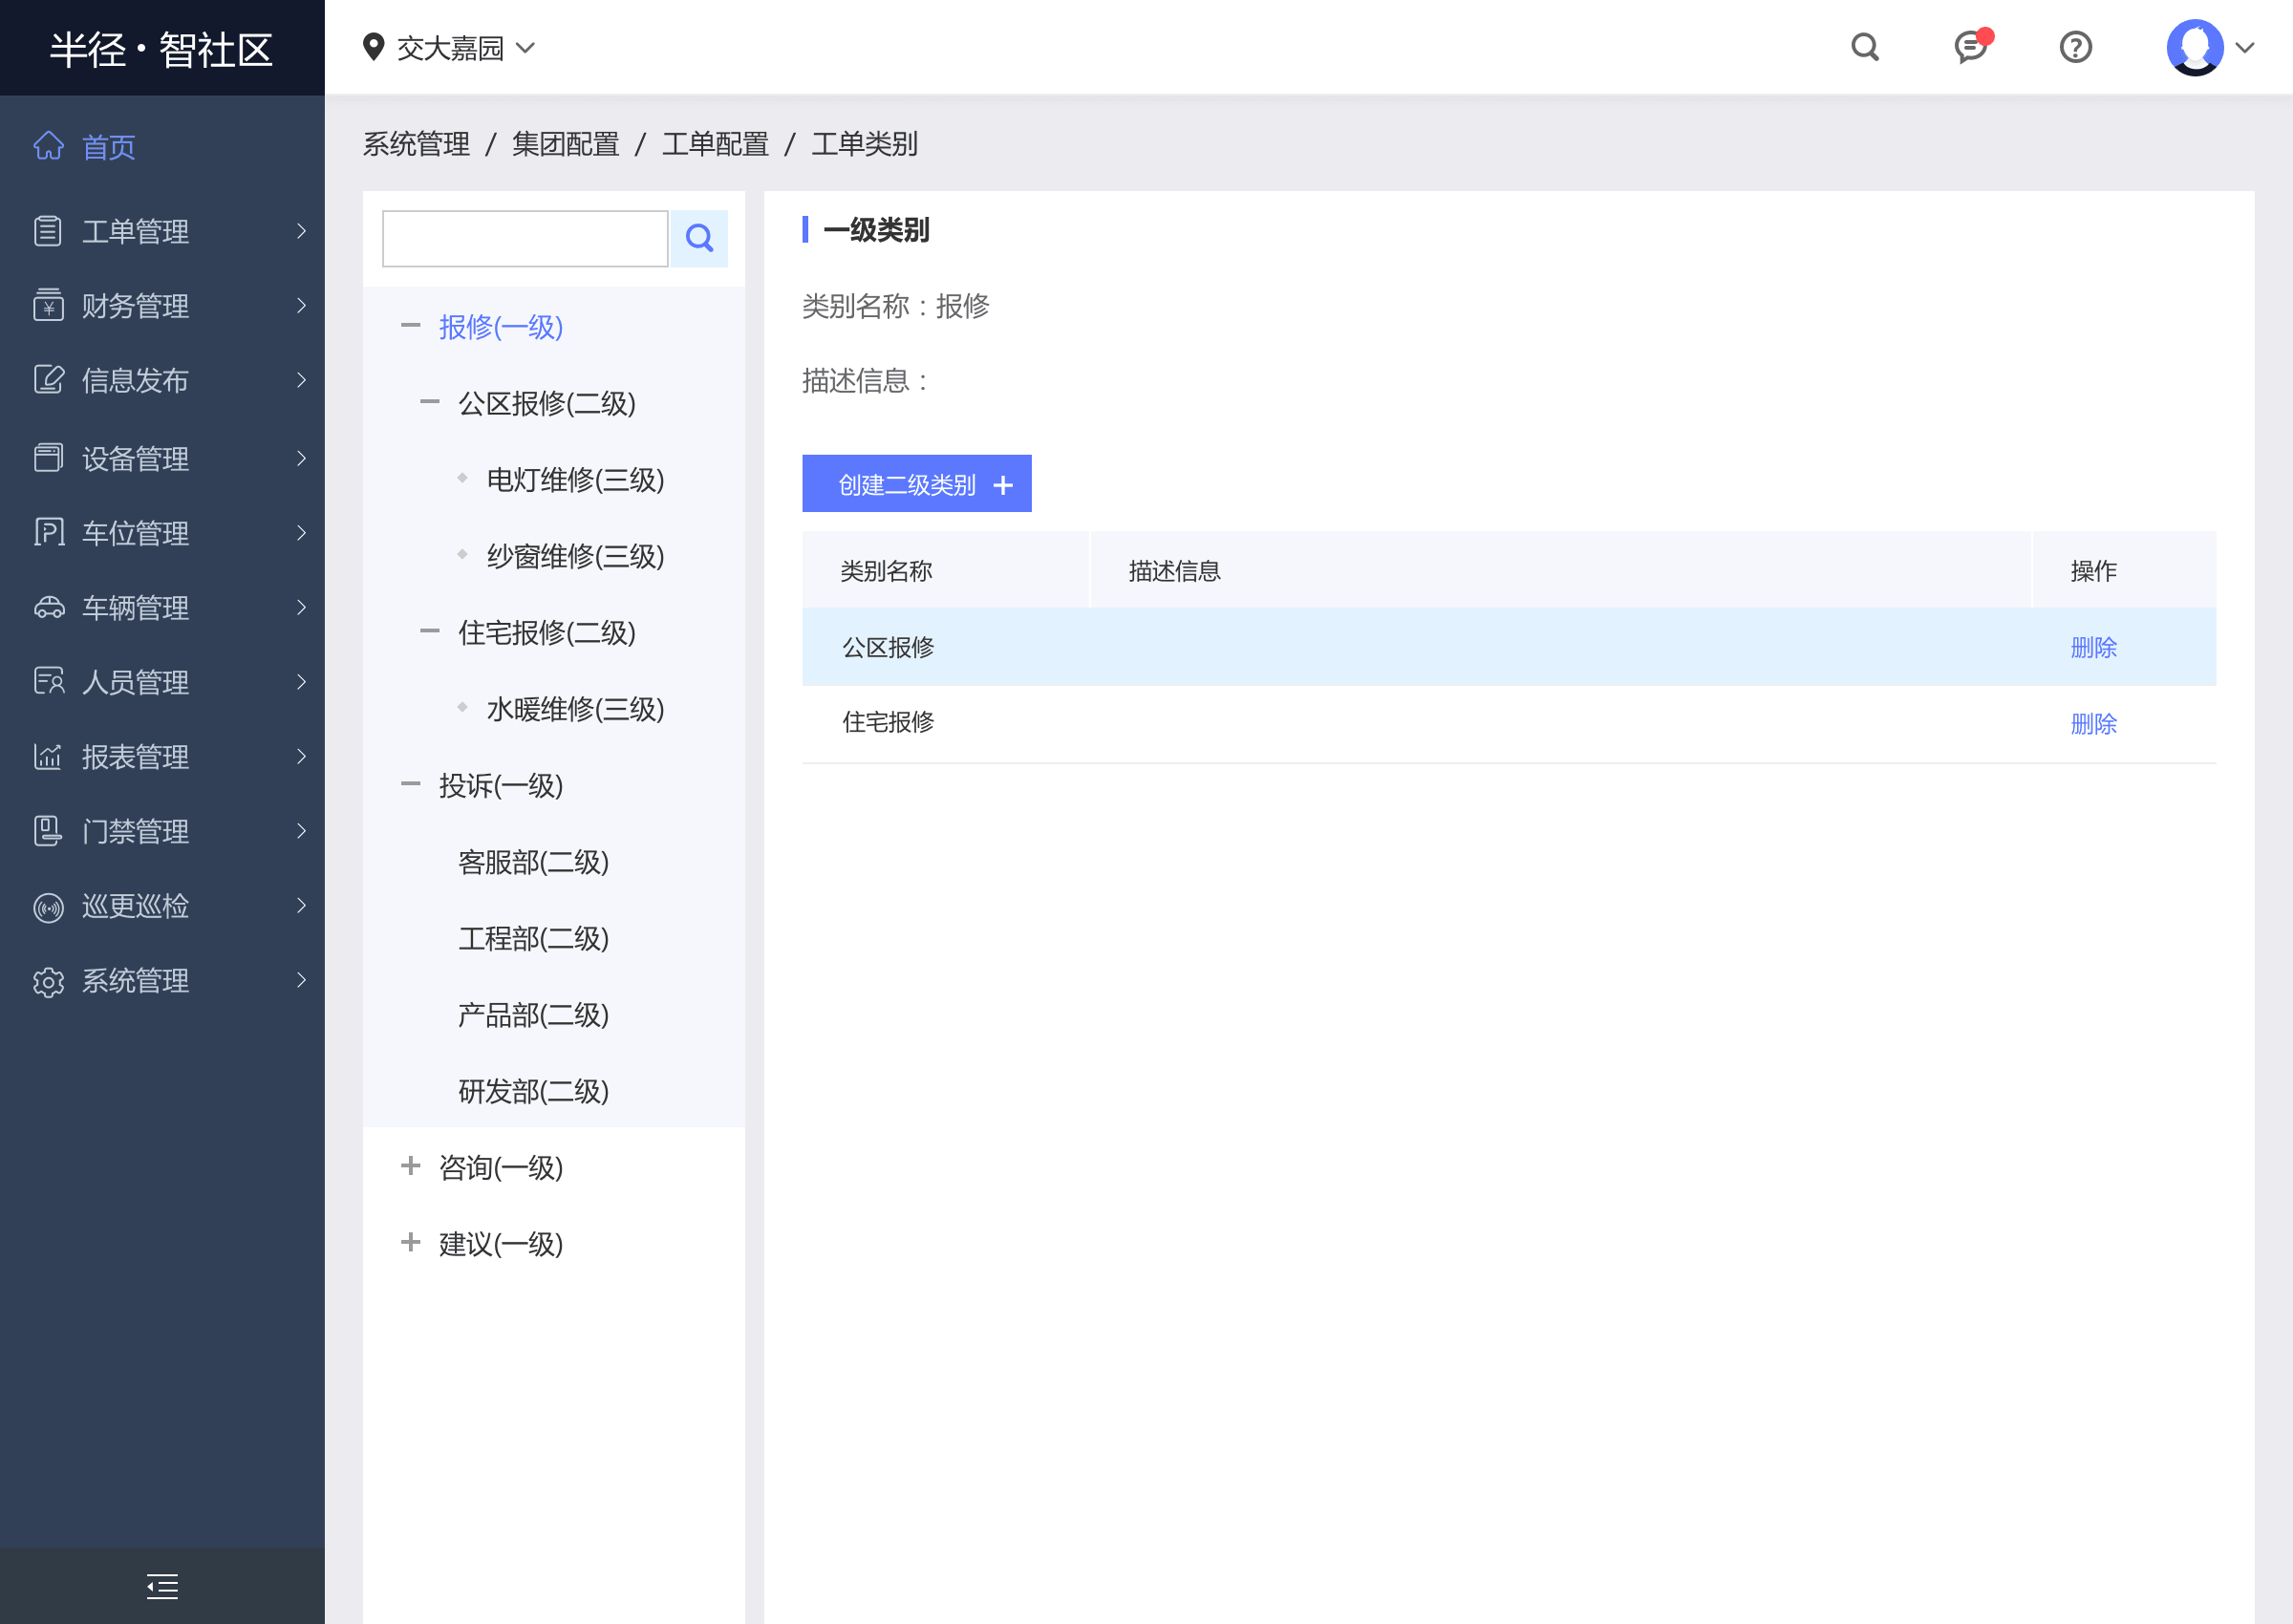 半径·智社区
交大嘉园
首页
工单管理
财务管理
信息发布
设备管理
车位管理
车辆管理
人员管理
报表管理
门禁管理
巡更巡检
系统管理
系统管理 / 集团配置 / 工单配置 / 工单类别
报修(一级)
公区报修(二级)
电灯维修(三级)
纱窗维修(三级)
住宅报修(二级)
水暖维修(三级)
投诉(一级)
客服部(二级)
工程部(二级)
产品部(二级)
研发部(二级)
咨询(一级)
建议(一级)
一级类别
类别名称：报修
描述信息：
创建二级类别 +
类别名称 描述信息 操作
公区报修 删除
住宅报修 删除